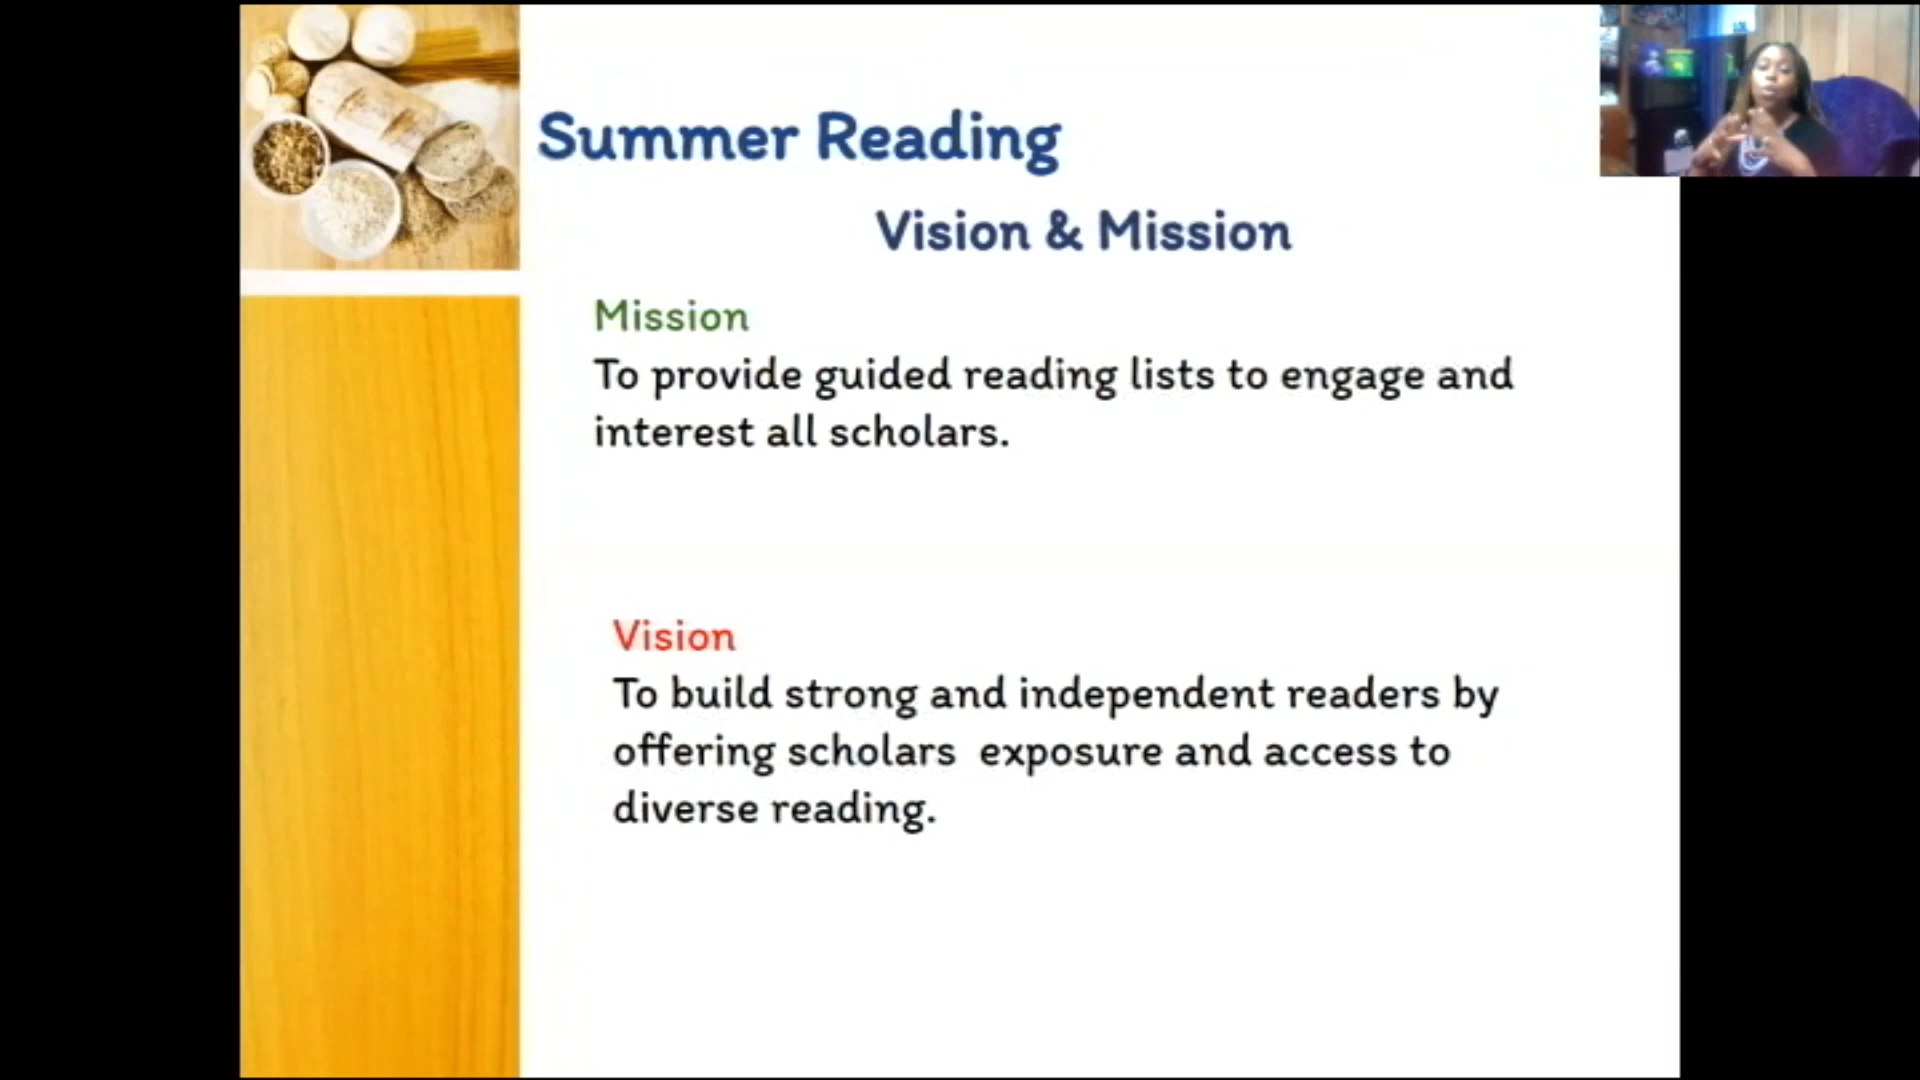 Summer Reading
Vision & Mission
Mission
To provide guided reading lists to engage and
interest all scholars.
Vision
To build strong and independent readers by
offering scholars  exposure and access to
diverse reading.